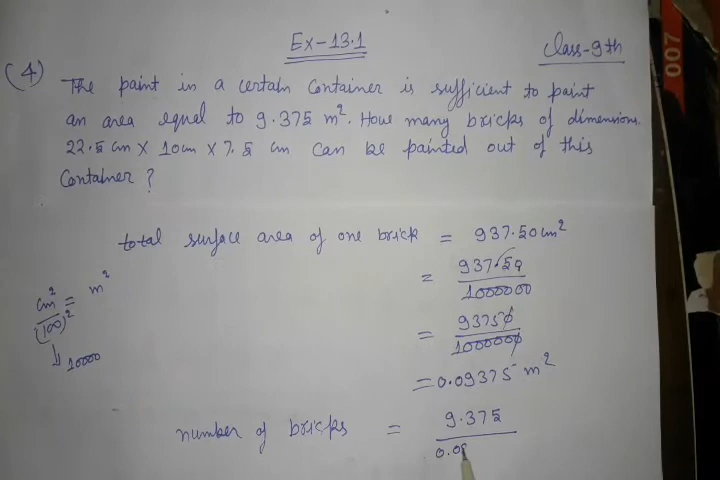 Ex-13.1
Class-9th
(4) The paint in a certain Container is sufficient to paint
an area equal to 9.375 m². How many bricks of dimensions.
22.5 cm × 10cm × 7.5 cm can be painted out of this
Container ?
total surface area of one brick = 937.50 cm²
= 937.50 / 1000000
cm² / (100)² = m²
↳ 10000
= 93750 / 1000000
= 0.09375 m²
number of bricks = 9.375 / 0.09
007